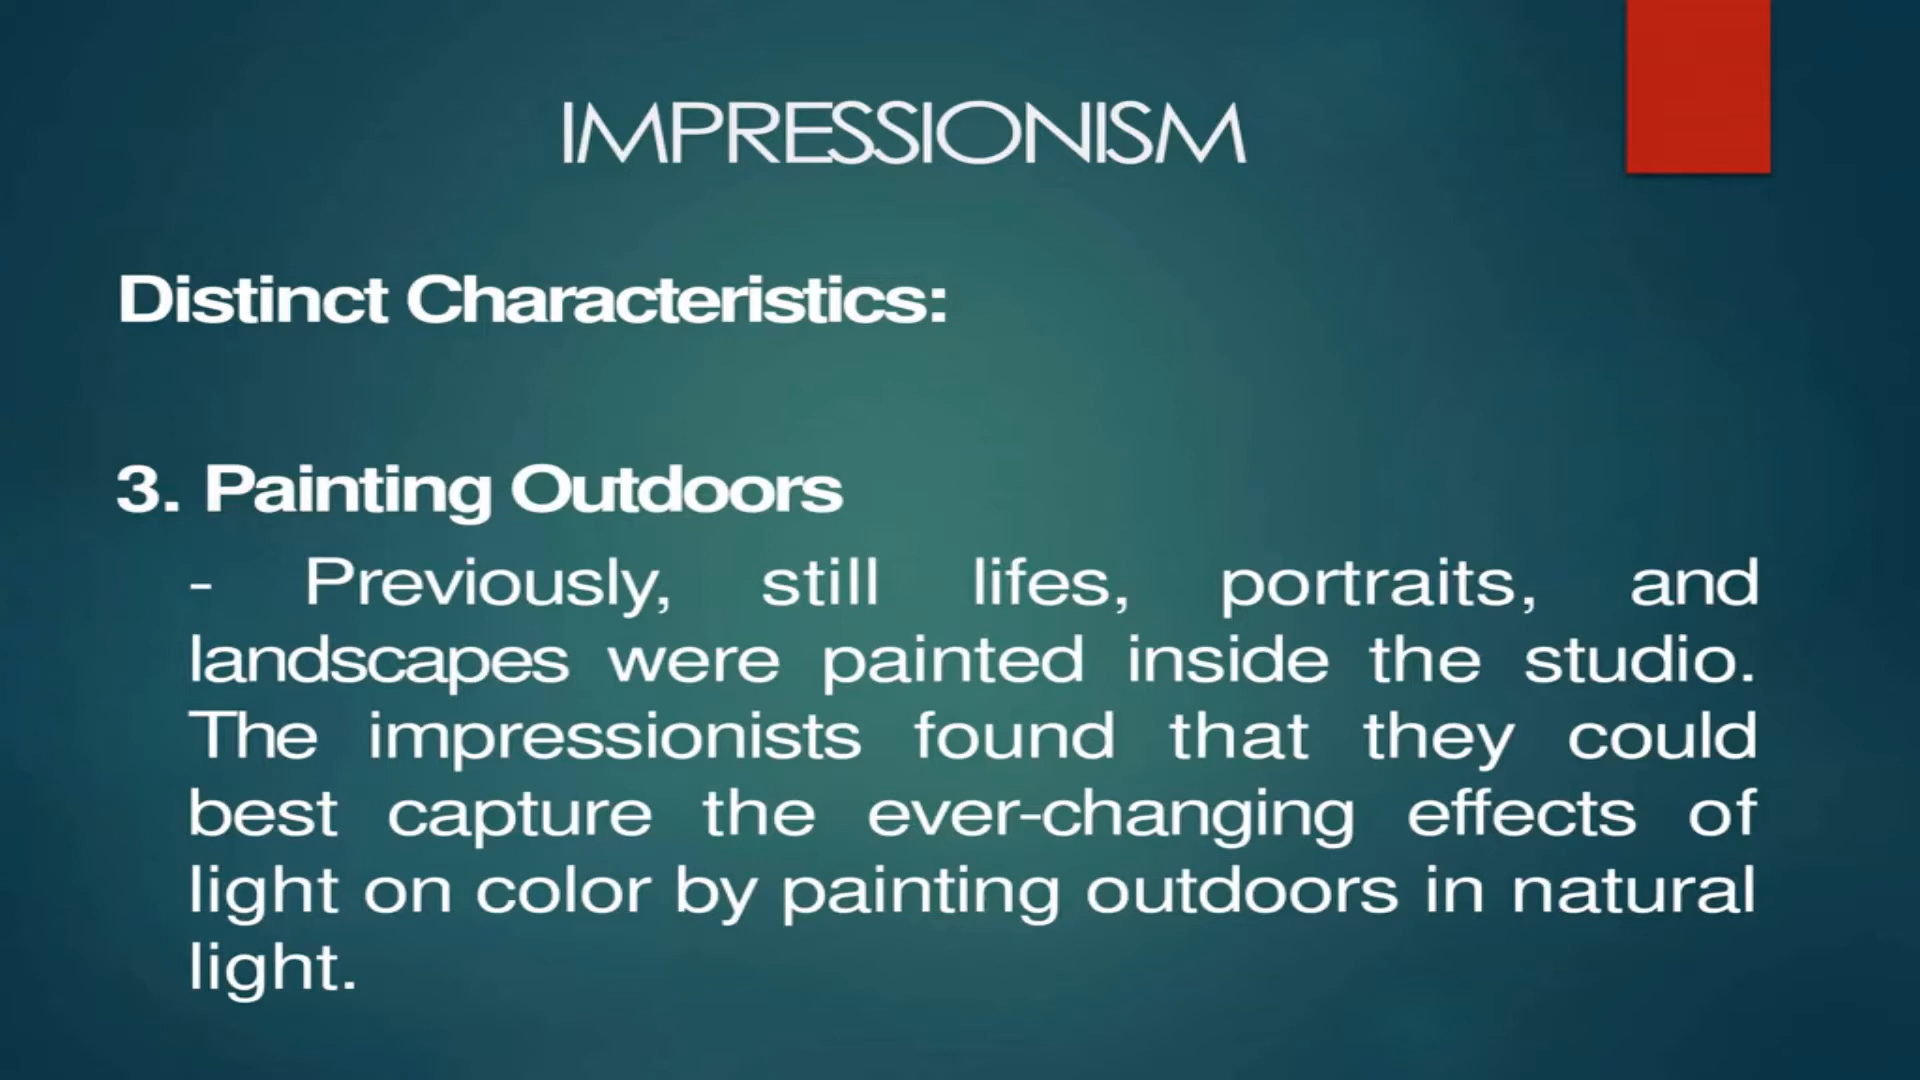 IMPRESSIONISM
Distinct Characteristics:
3. Painting Outdoors
- Previously, still lifes, portraits, and
landscapes were painted inside the studio.
The impressionists found that they could
best capture the ever-changing effects of
light on color by painting outdoors in natural
light.